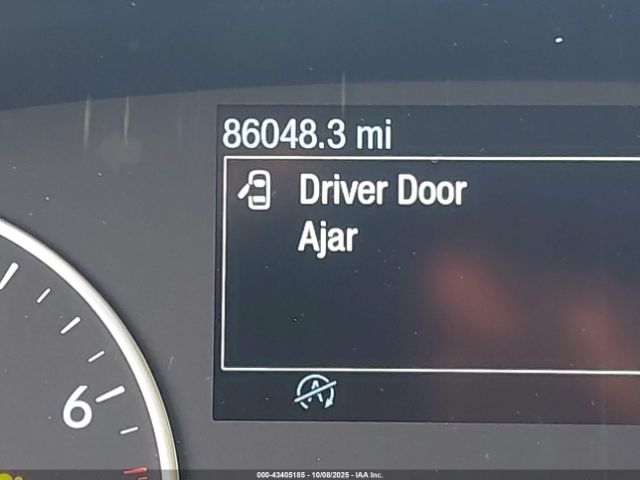 86048.3 mi
Driver Door
Ajar
A
6
000-43405185 - 10/08/2025 - IAA Inc.